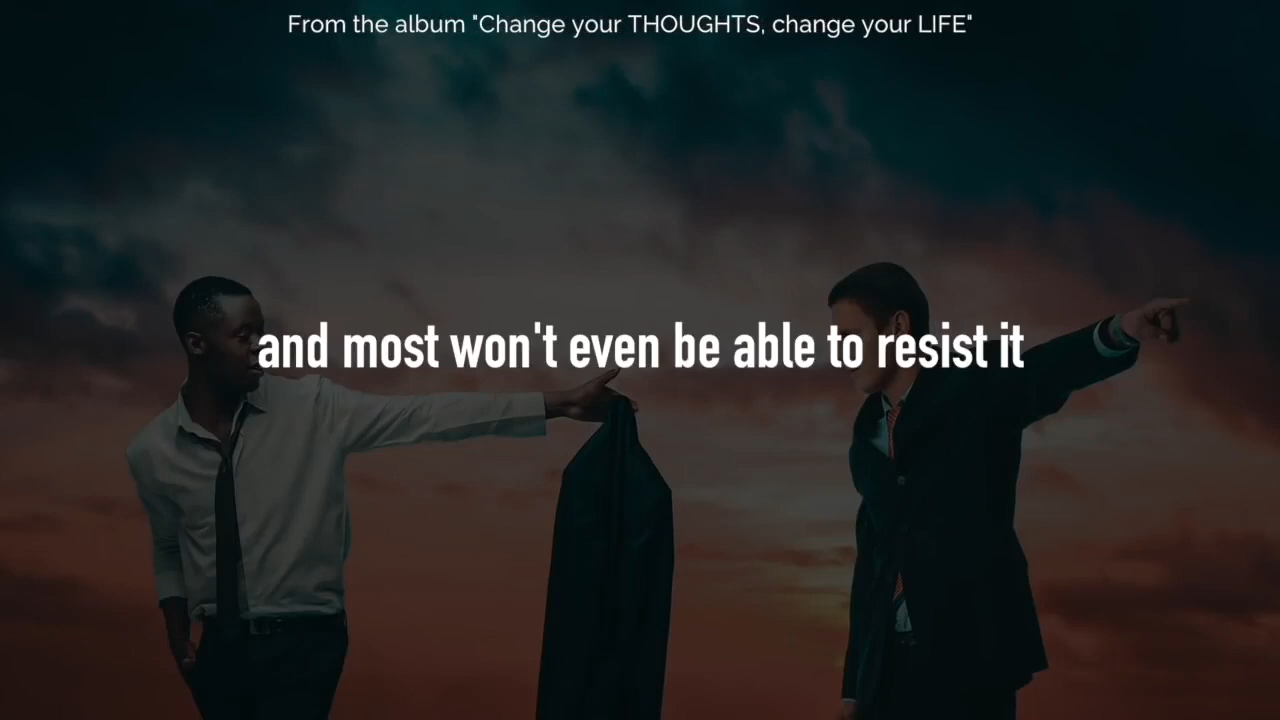 From the album "Change your THOUGHTS, change your LIFE"
and most won't even be able to resist it